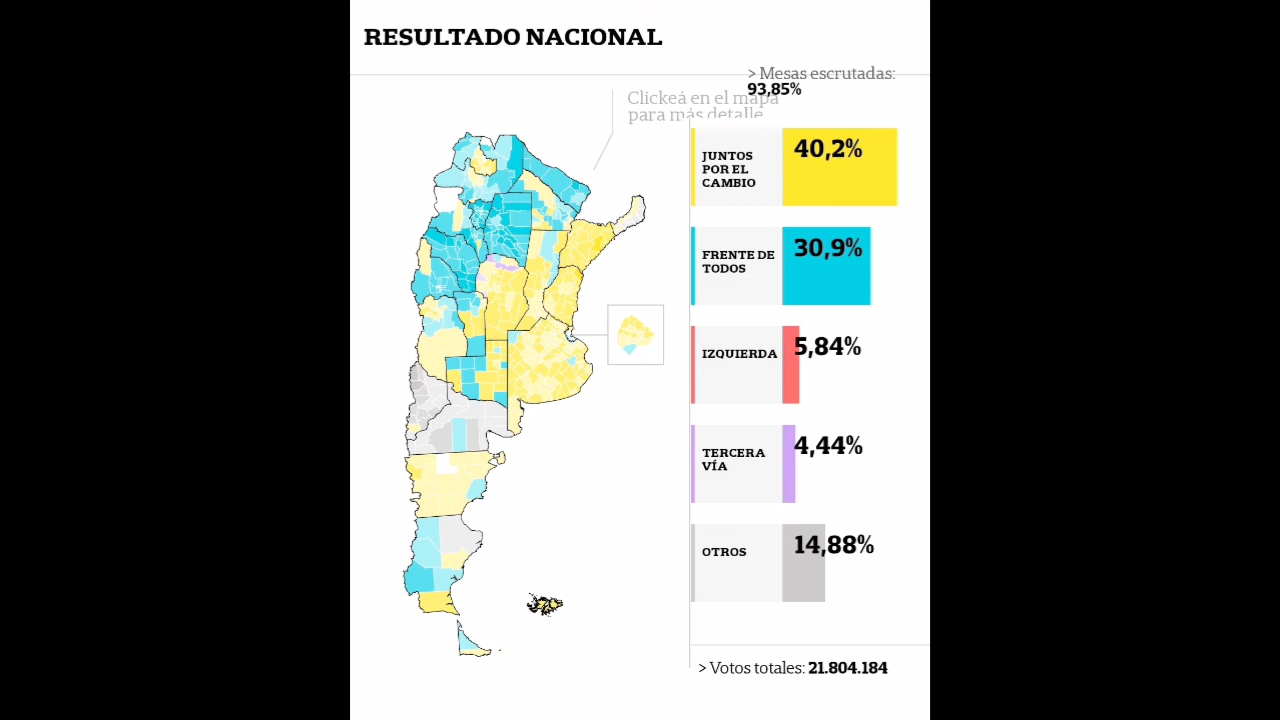 RESULTADO NACIONAL
> Mesas escrutadas:
93,85%
Clickeá en el mapa
para más detalle
JUNTOS
POR EL
CAMBIO
40,2%
FRENTE DE
TODOS
30,9%
IZQUIERDA
5,84%
TERCERA
VÍA
4,44%
OTROS
14,88%
> Votos totales: 21.804.184